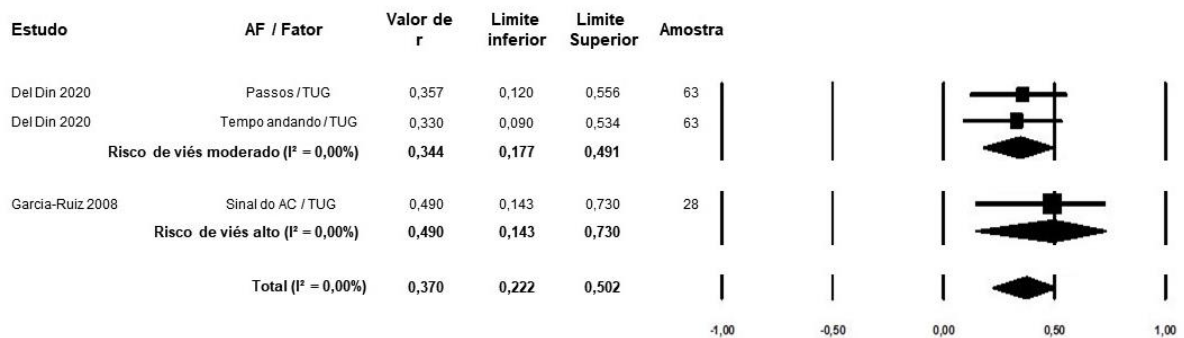 Estudo AF / Fator Valor de r Limite inferior Limite Superior Amostra
Del Din 2020 Passos / TUG 0,357 0,120 0,556 63
Del Din 2020 Tempo andando / TUG 0,330 0,090 0,534 63
Risco de viés moderado (I² = 0,00%) 0,344 0,177 0,491
Garcia-Ruiz 2008 Sinal do AC / TUG 0,490 0,143 0,730 28
Risco de viés alto (I² = 0,00%) 0,490 0,143 0,730
Total (I² = 0,00%) 0,370 0,222 0,502
-1,00 -0,50 0,00 0,50 1,00